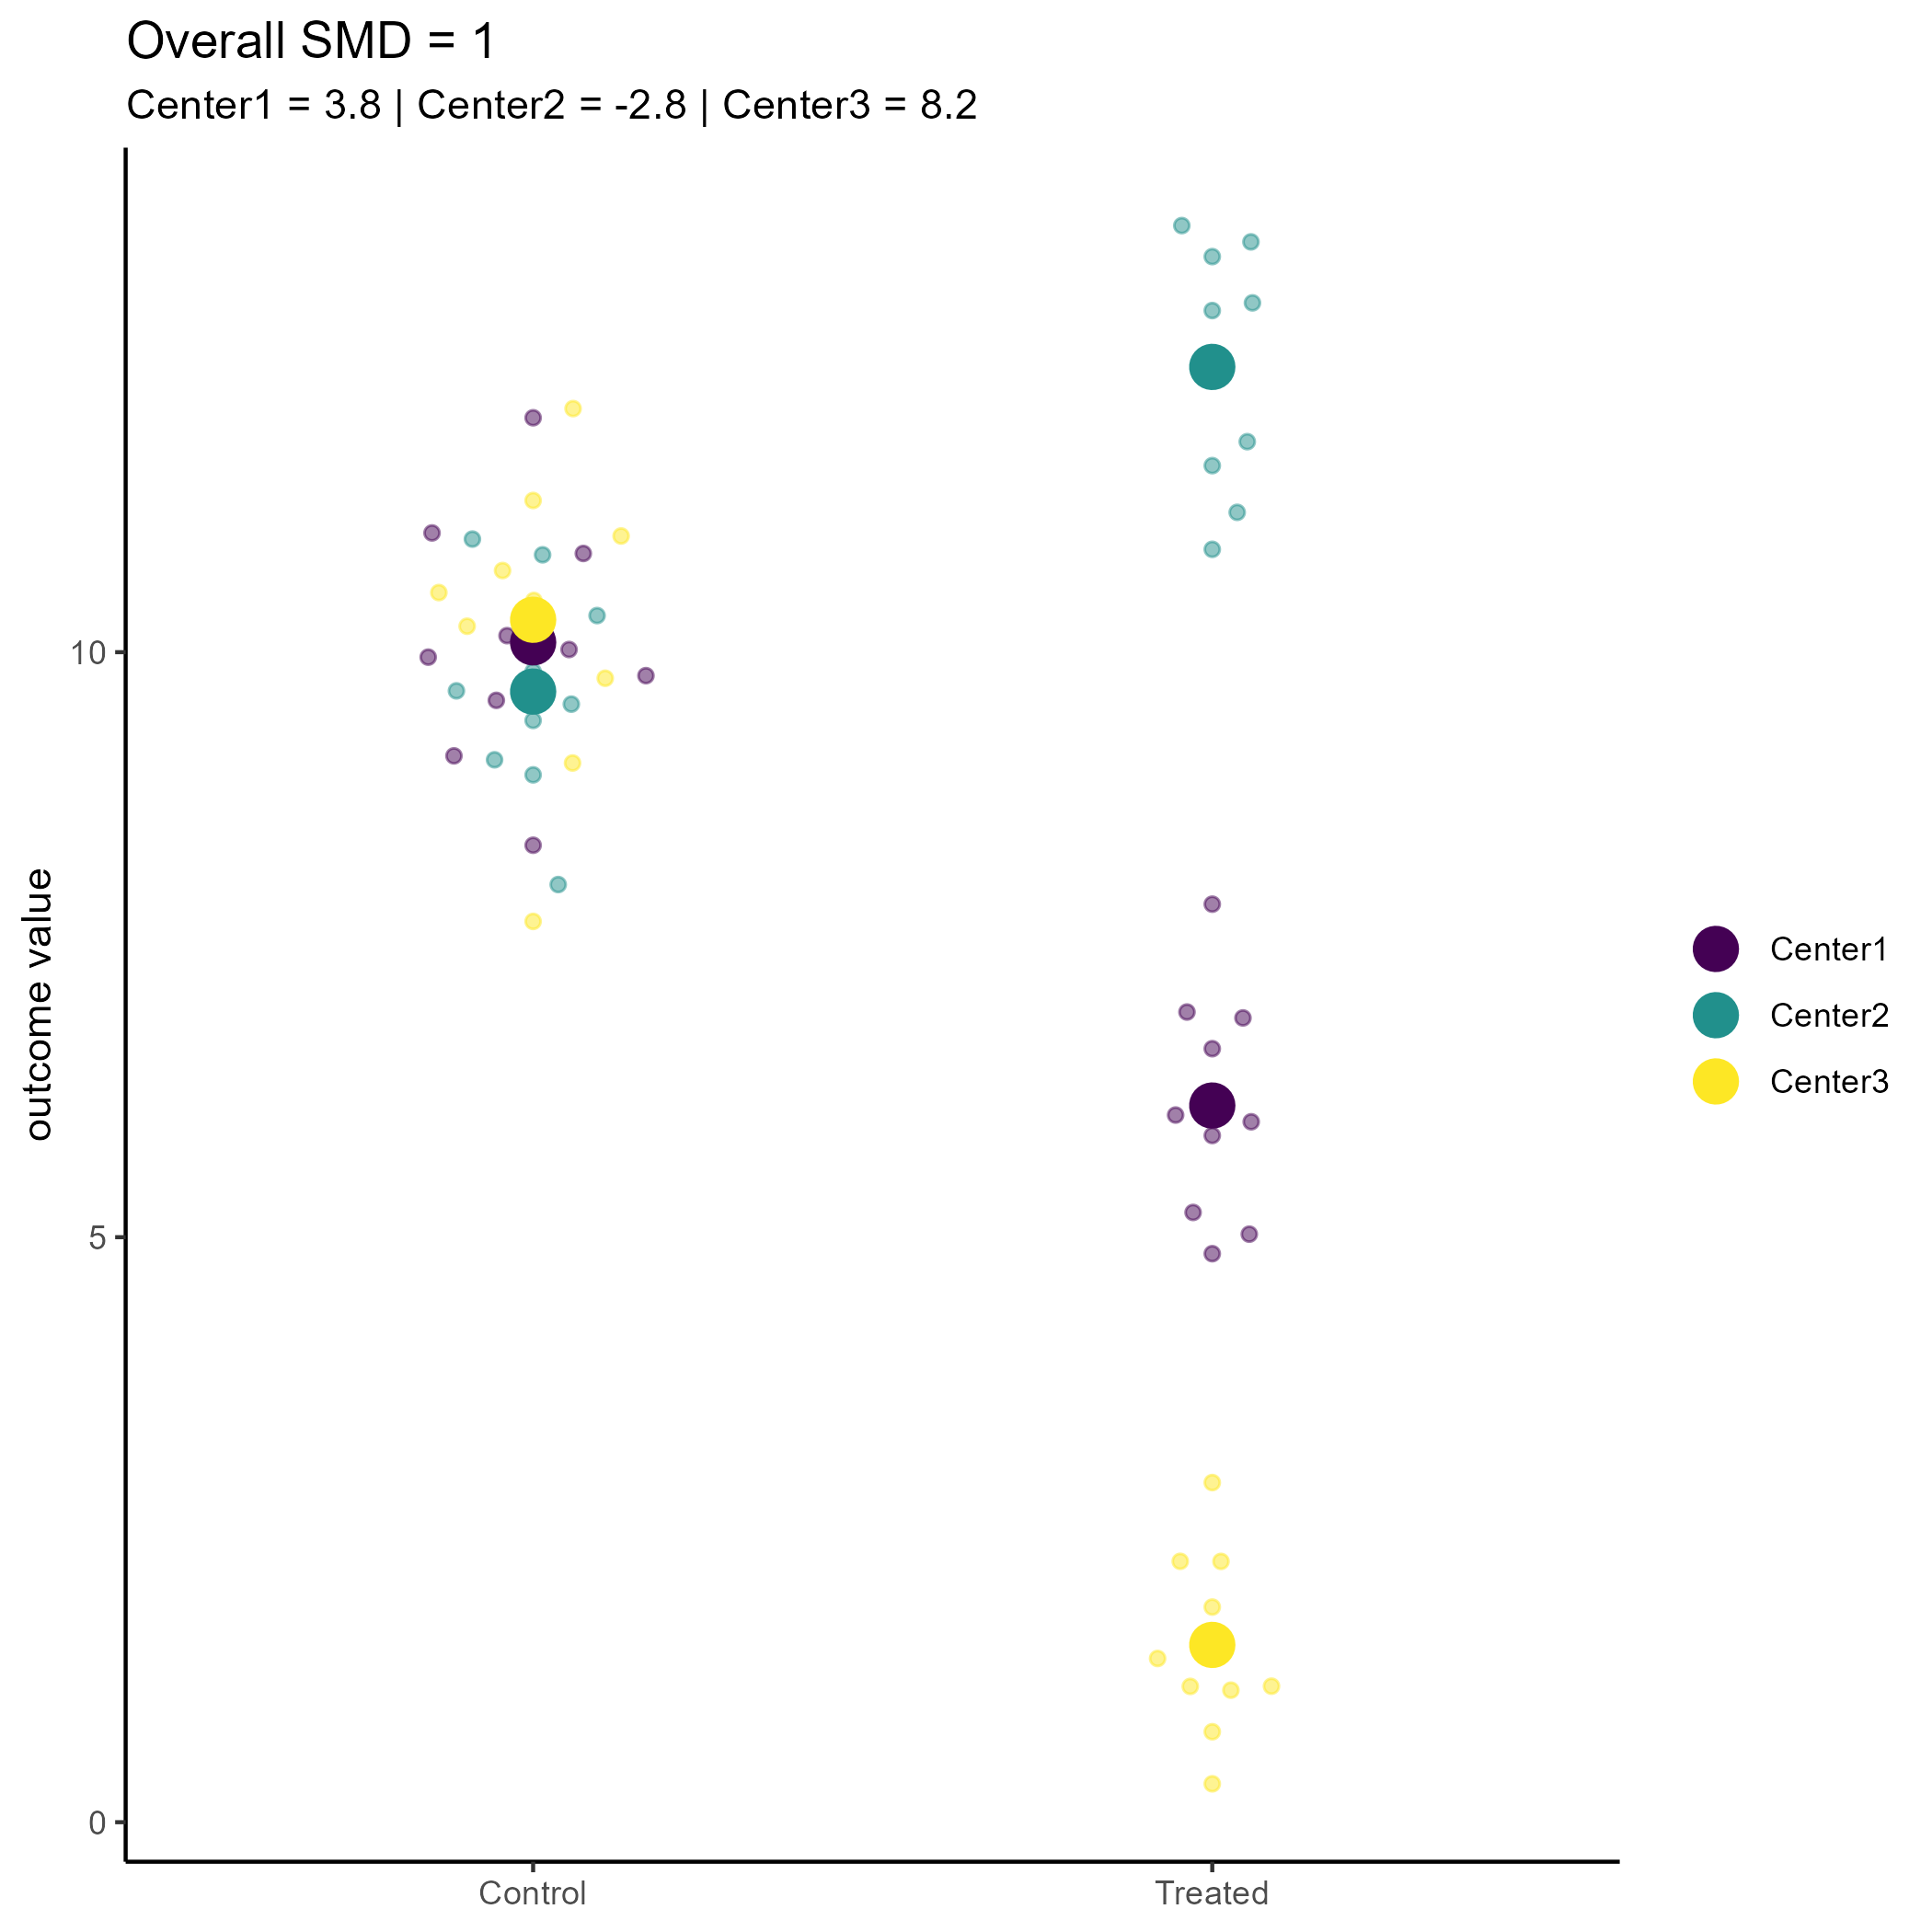 Overall SMD = 1
Center1 = 3.8 | Center2 = -2.8 | Center3 = 8.2
outcome value
10
5
0
Control
Treated
Center1
Center2
Center3